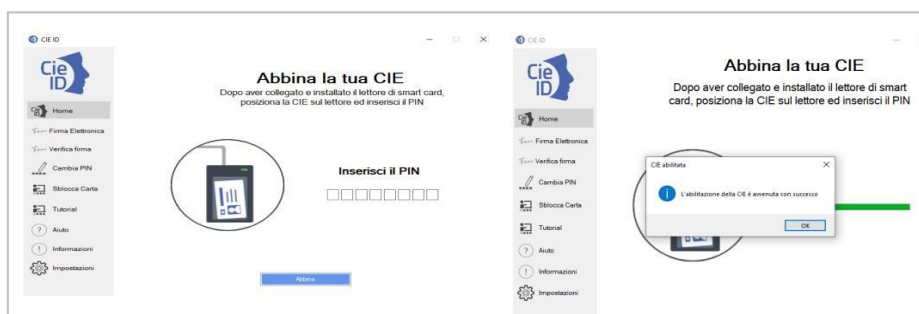 CIE ID
Cie
ID
Home
Firma Elettronica
Verifica firma
Cambia PIN
Sblocca Carta
Tutorial
Aiuto
Informazioni
Impostazioni
Abbina la tua CIE
Dopo aver collegato e installato il lettore di smart card,
posiziona la CIE sul lettore ed inserisci il PIN
Inserisci il PIN
Abbina
CIE ID
Cie
ID
Home
Firma Elettronica
Verifica firma
Cambia PIN
Sblocca Carta
Tutorial
Aiuto
Informazioni
Impostazioni
Abbina la tua CIE
Dopo aver collegato e installato il lettore di smart
card, posiziona la CIE sul lettore ed inserisci il PIN
CIE abilitata
L'abilitazione della CIE è avvenuta con successo
OK